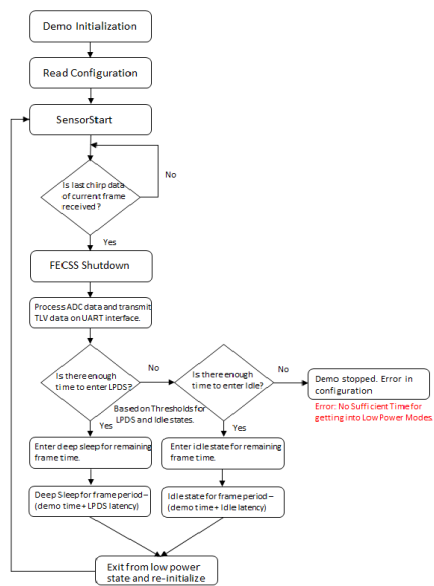 Demo Initialization
Read Configuration
SensorStart
No
Is last chirp data
of current frame
received?
Yes
FECSS Shutdown
Process ADC data and transmit
TLV data on UART interface.
Is there enough
time to enter LPDS?
No
Is there enough
time to enter Idle?
No
Demo stopped. Error in
configuration
Error: No Sufficient Time for
getting into Low Power Modes
Based on Thresholds for
LPDS and Idle states.
Yes
Yes
Enter deep sleep for remaining
frame time.
Enter idle state for remaining
frame time.
Deep Sleep for frame period –
(demo time + LPDS latency)
Idle state for frame period –
(demo time + Idle latency)
Exit from low power
state and re-initialize